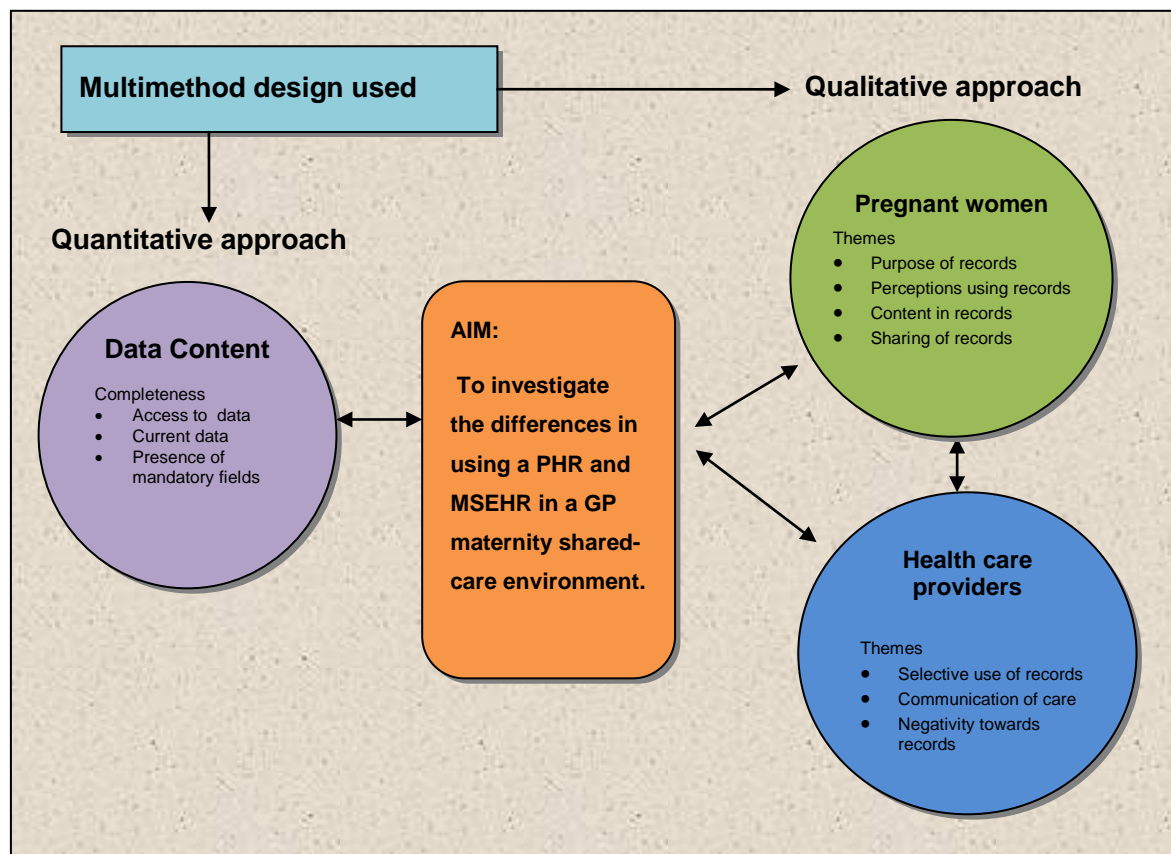 Multimethod design used
Qualitative approach
Quantitative approach
Data Content
Completeness
• Access to data
• Current data
• Presence of
mandatory fields
AIM:
To investigate
the differences in
using a PHR and
MSEHR in a GP
maternity shared-
care environment.
Pregnant women
Themes
• Purpose of records
• Perceptions using records
• Content in records
• Sharing of records
Health care
providers
Themes
• Selective use of records
• Communication of care
• Negativity towards
records